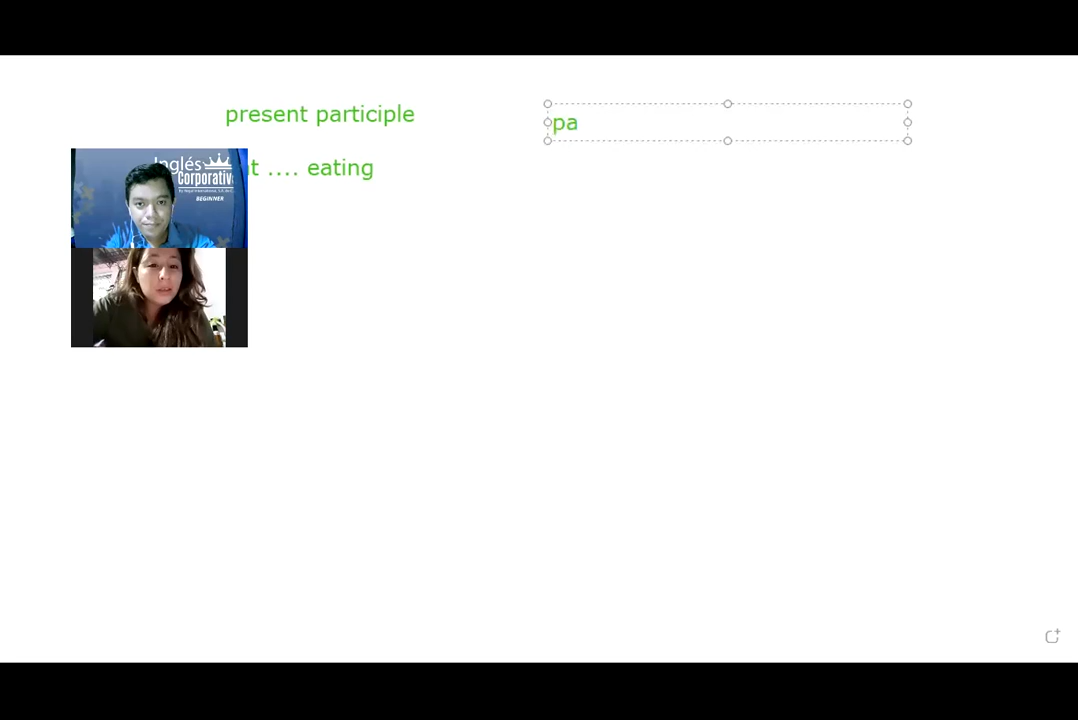 present participle
pa
.... eating
Inglés
Corporativ
BEGINNER